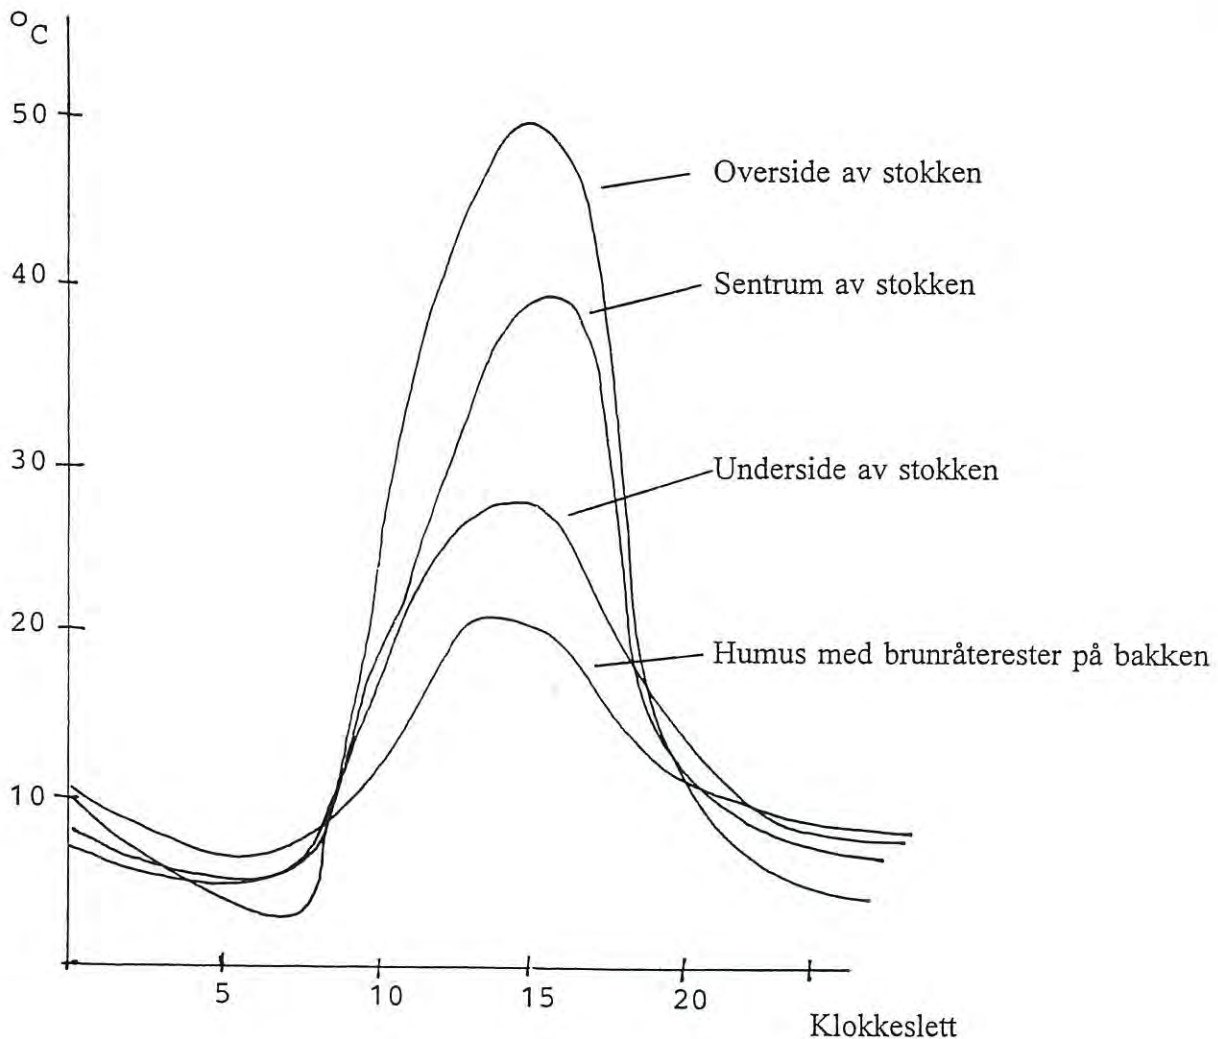 °C
50
Overside av stokken
40
Sentrum av stokken
30
Underside av stokken
20
Humus med brunråterester på bakken
10
5 10 15 20
Klokkeslett